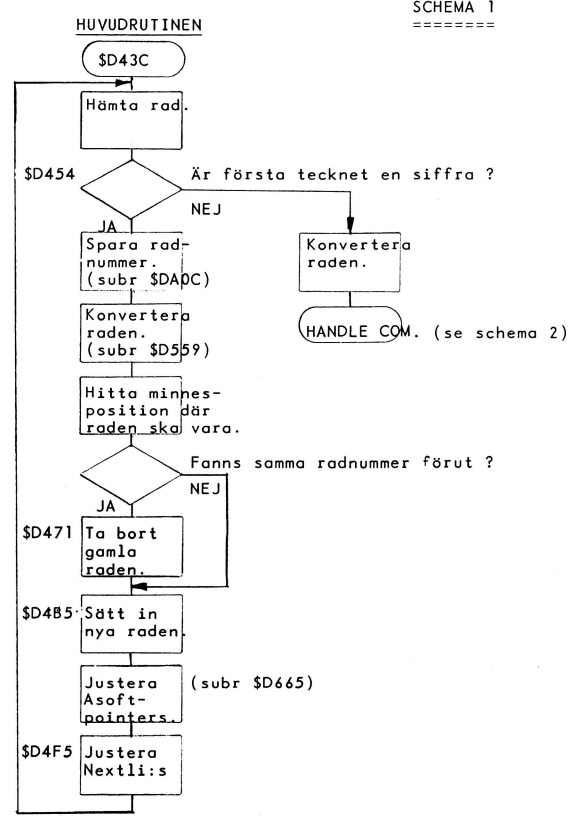 SCHEMA 1
========
HUVUDRUTINEN
$D43C
Hämta rad.
$D454
Är första tecknet en siffra ?
NEJ
JA
Spara rad-
nummer.
(subr $DA0C)
Konvertera
raden.
HANDLE COM. (se schema 2)
Konvertera
raden.
(subr $D559)
Hitta minnes-
position där
raden ska vara.
Fanns samma radnummer förut ?
NEJ
JA
$D471 Ta bort
gamla
raden.
$D4B5 Sätt in
nya raden.
Justera (subr $D665)
Asoft-
pointers.
$D4F5 Justera
Nextli:s